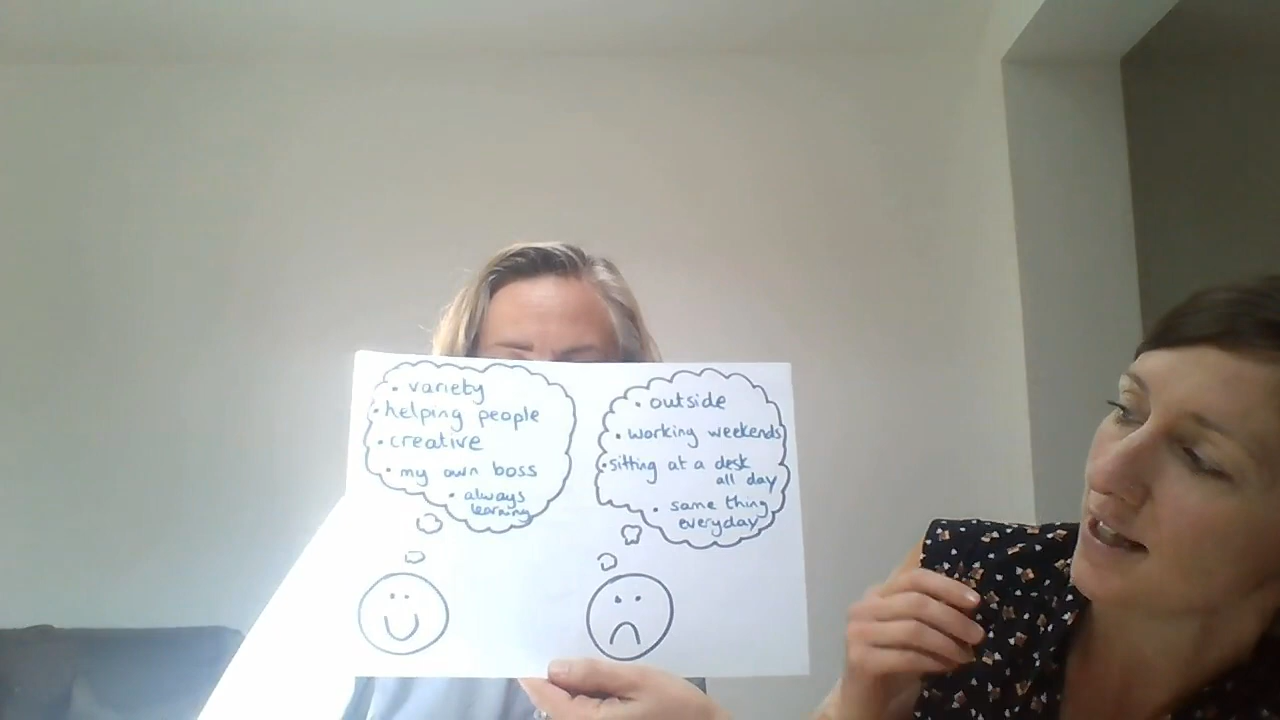 • variety
• helping people
• creative
• my own boss
• always
learning
• outside
• working weekends
• sitting at a desk
all day
• same thing
everyday